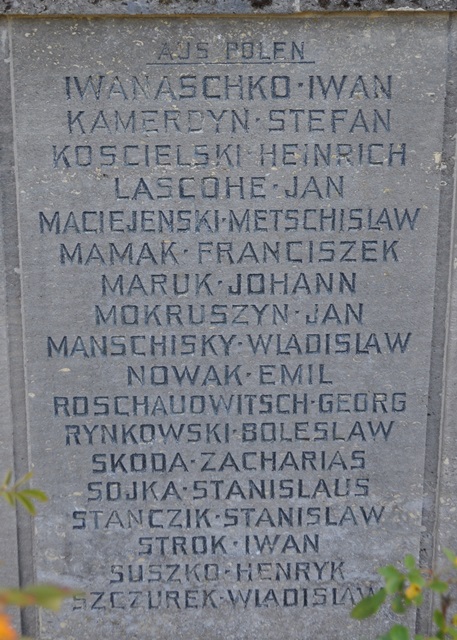 AUS POLEN
IWANASCHKO·IWAN
KAMERDYN·STEFAN
KOSCIELSKI·HEINRICH
LASCOHE·JAN
MACIEJENSKI·METSCHISLAW
MAMAK·FRANCISZEK
MARUK·JOHANN
MOKRUSZYN·JAN
MANSCHISKY·WLADISLAW
NOWAK·EMIL
ROSCHAUDWITSCH·GEORG
RYNKOWSKI·BOLESLAW
SKODA·ZACHARIAS
SOJKA·STANISLAUS
STANCZIK·STANISLAW
STROK·IWAN
SUSZKO·HENRYK
SZCZUREK·WLADISLAW